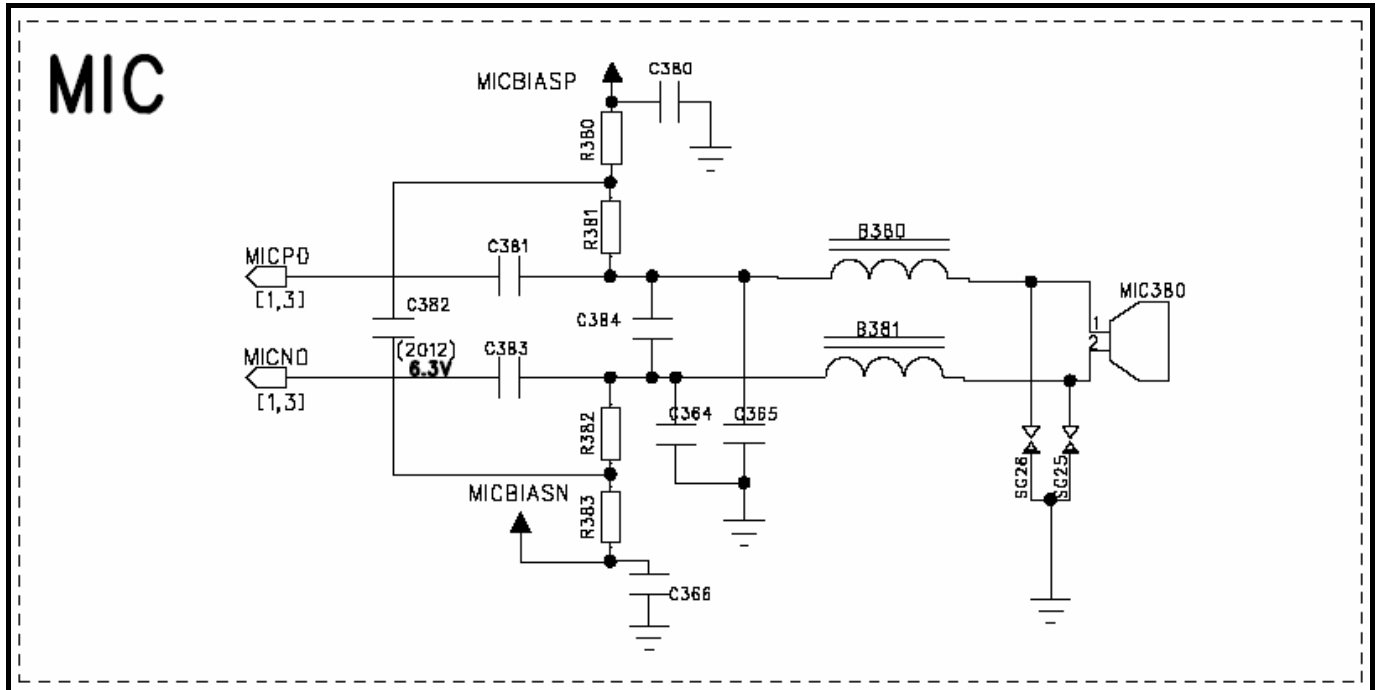 MIC
MICBIASP
C380
R380
R381
B380
MICP0
[1,3]
C381
C382
C384
MIC380
1
2
B381
MICN0
[1,3]
(2012)
6.3V
C383
R382
C364
C365
MICBIASN
R383
SG26
SG25
C366